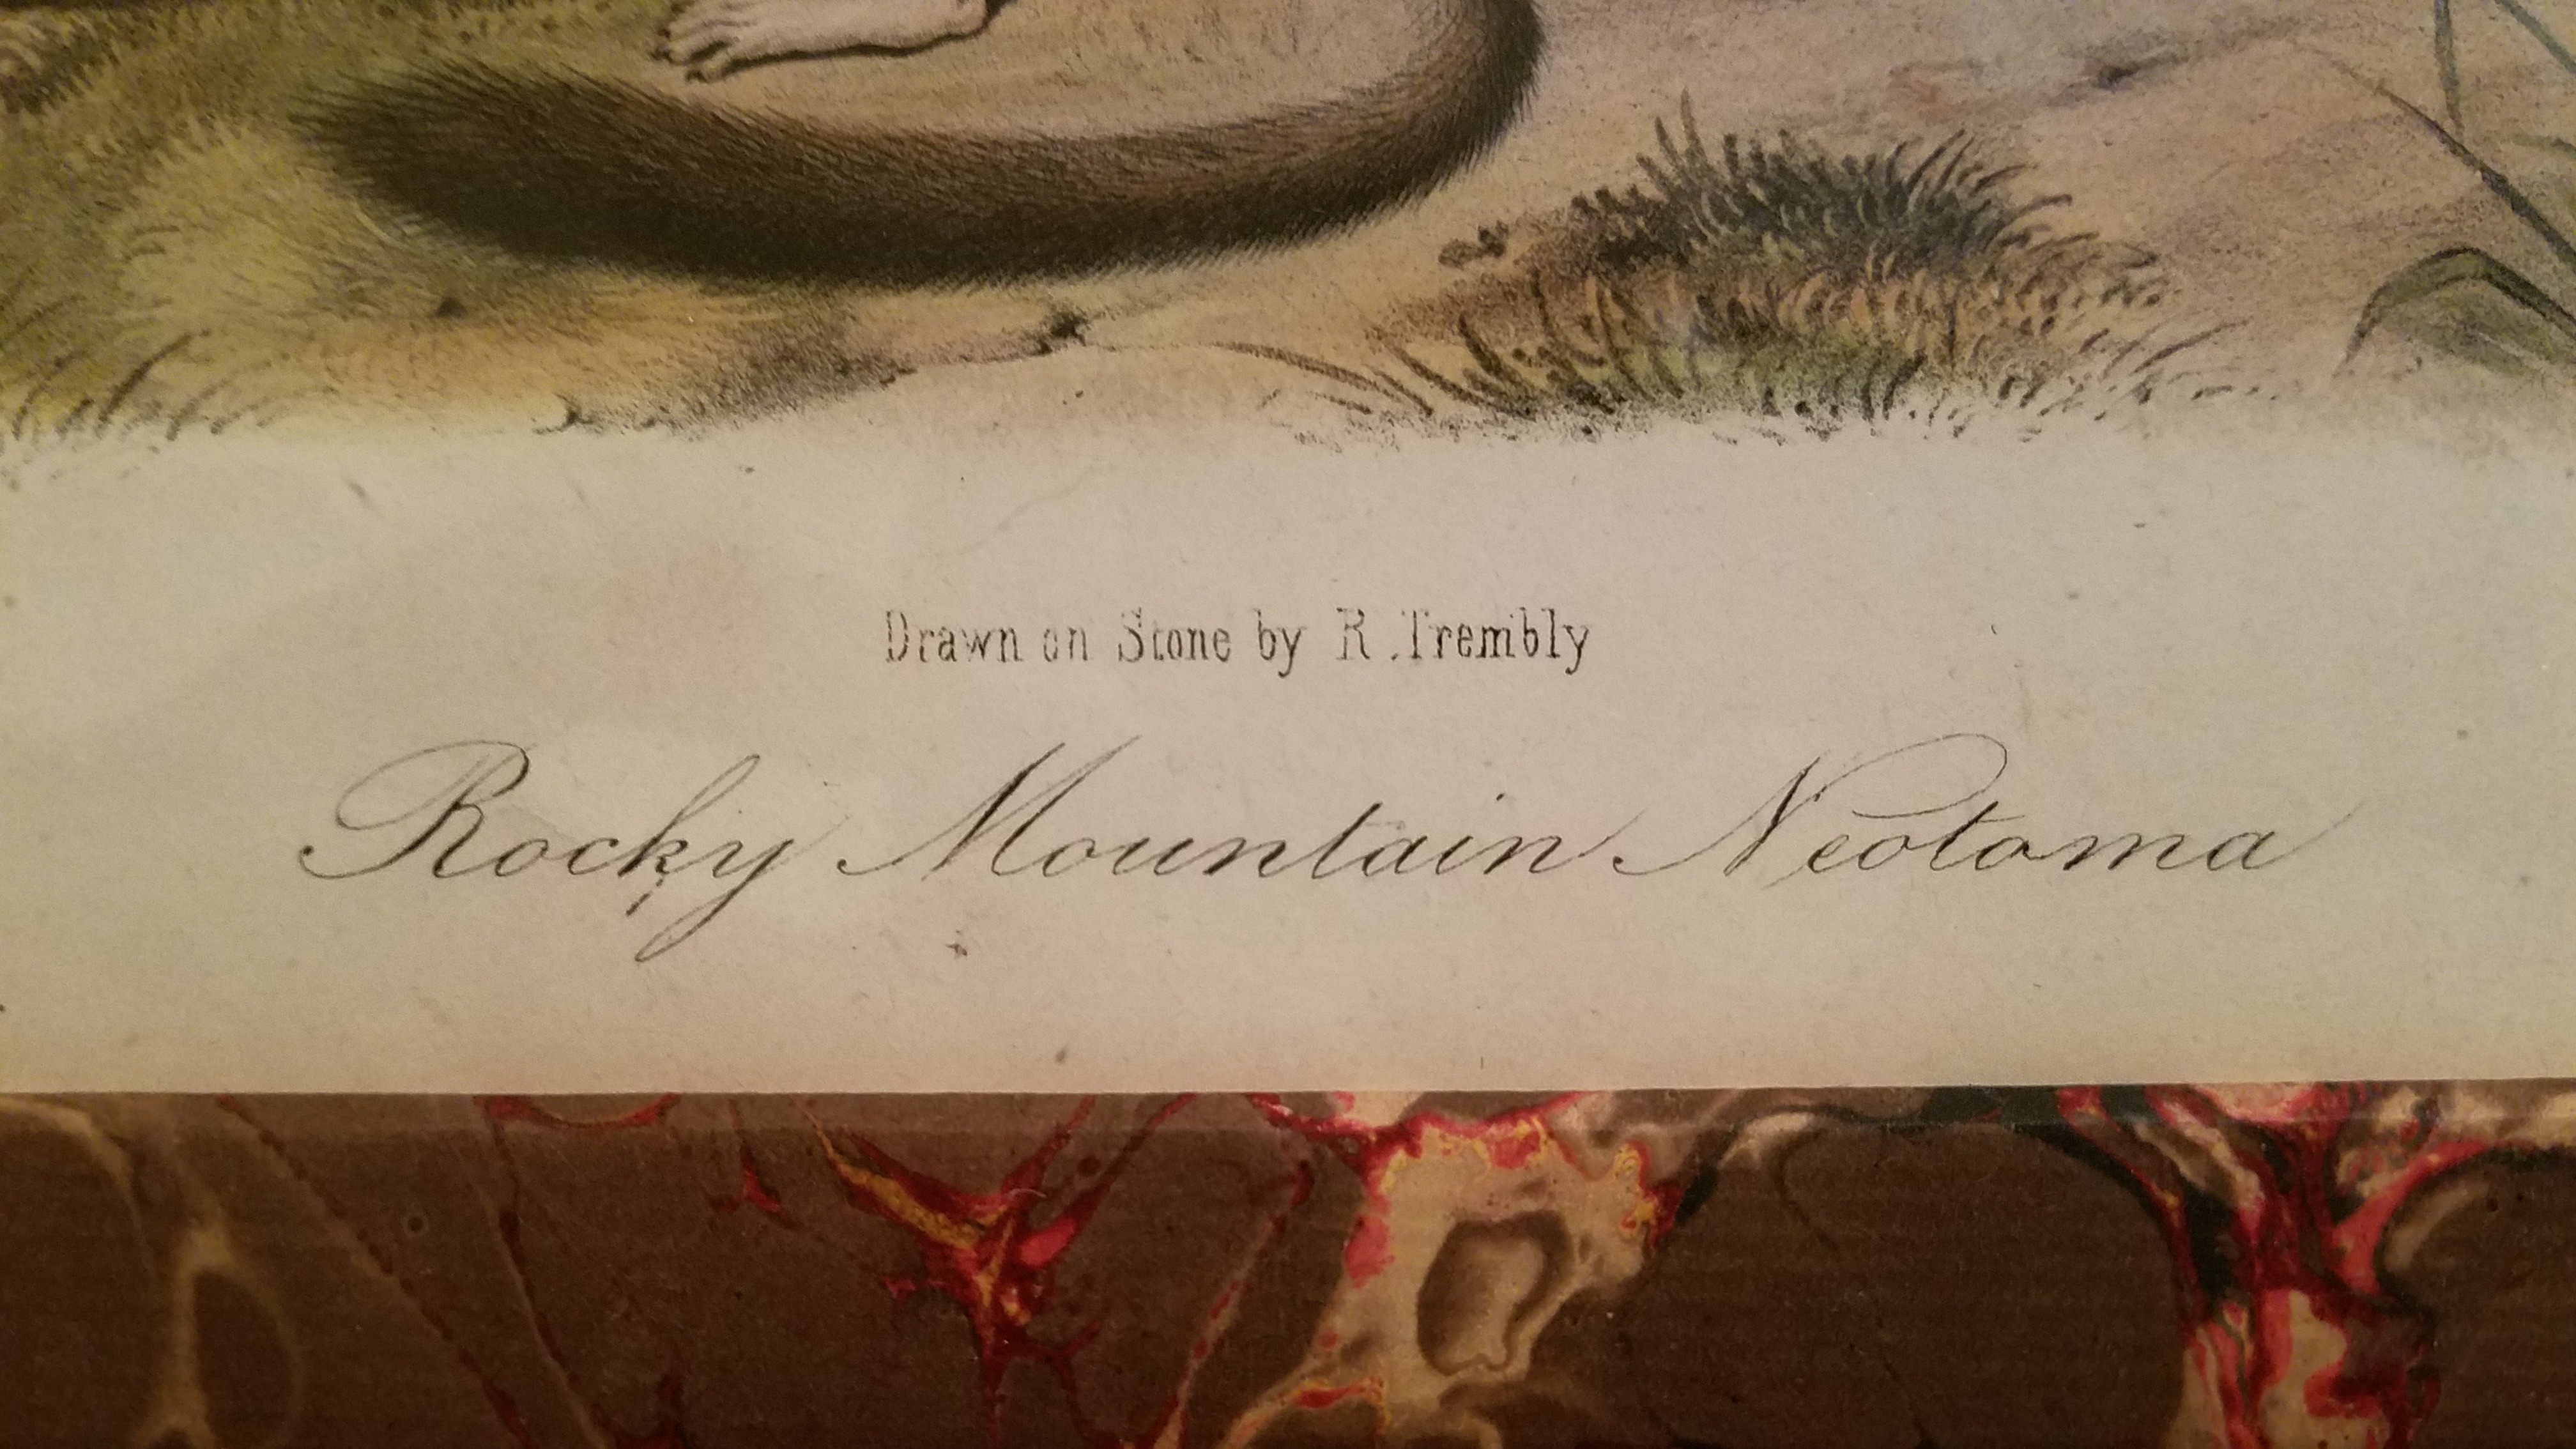 Drawn on Stone by R. Trembly
Rocky Mountain Neotoma